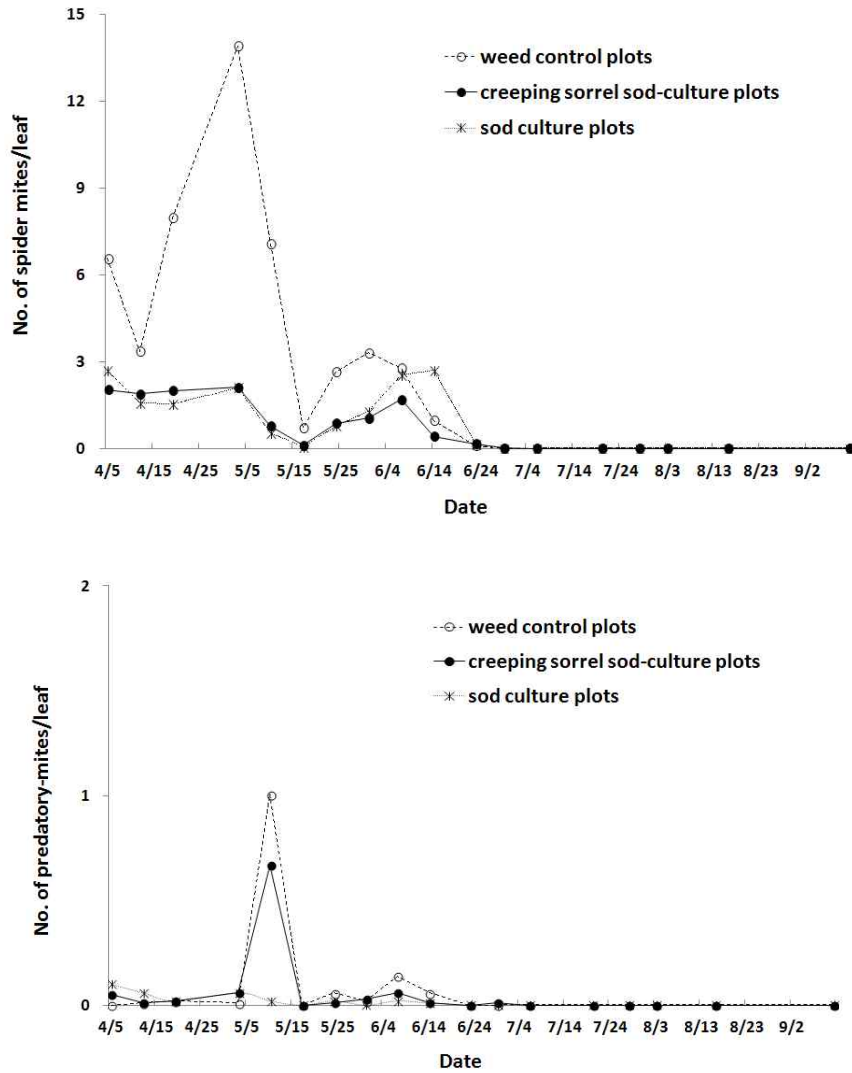 15
12
9
6
3
0
No. of spider mites/leaf
weed control plots
creeping sorrel sod-culture plots
sod culture plots
4/5 4/15 4/25 5/5 5/15 5/25 6/4 6/14 6/24 7/4 7/14 7/24 8/3 8/13 8/23 9/2
Date
2
1
0
No. of predatory-mites/leaf
weed control plots
creeping sorrel sod-culture plots
sod culture plots
4/5 4/15 4/25 5/5 5/15 5/25 6/4 6/14 6/24 7/4 7/14 7/24 8/3 8/13 8/23 9/2
Date